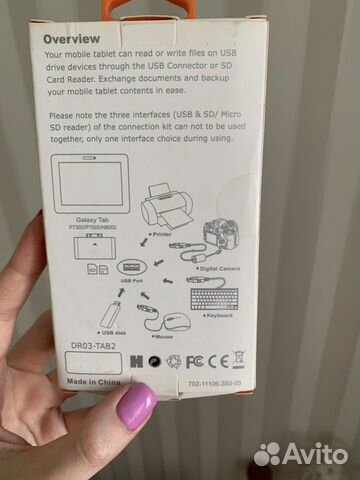 Overview
Your mobile tablet can read or write files on USB
drive devices through the USB Connector or SD
Card Reader. Exchange documents and backup
your mobile tablet contents in ease.
Please note the three interfaces (USB & SD/ Micro
SD reader) of the connection kit can not to be used
together, only one interface choice during using.
Galaxy Tab
P7300/P7500/N8000
Printer
Digital Camera
USB Port
Keyboard
USB disk
Mouse
DR03-TAB2
FC CE
Made in China
702-11106-350-03
Avito